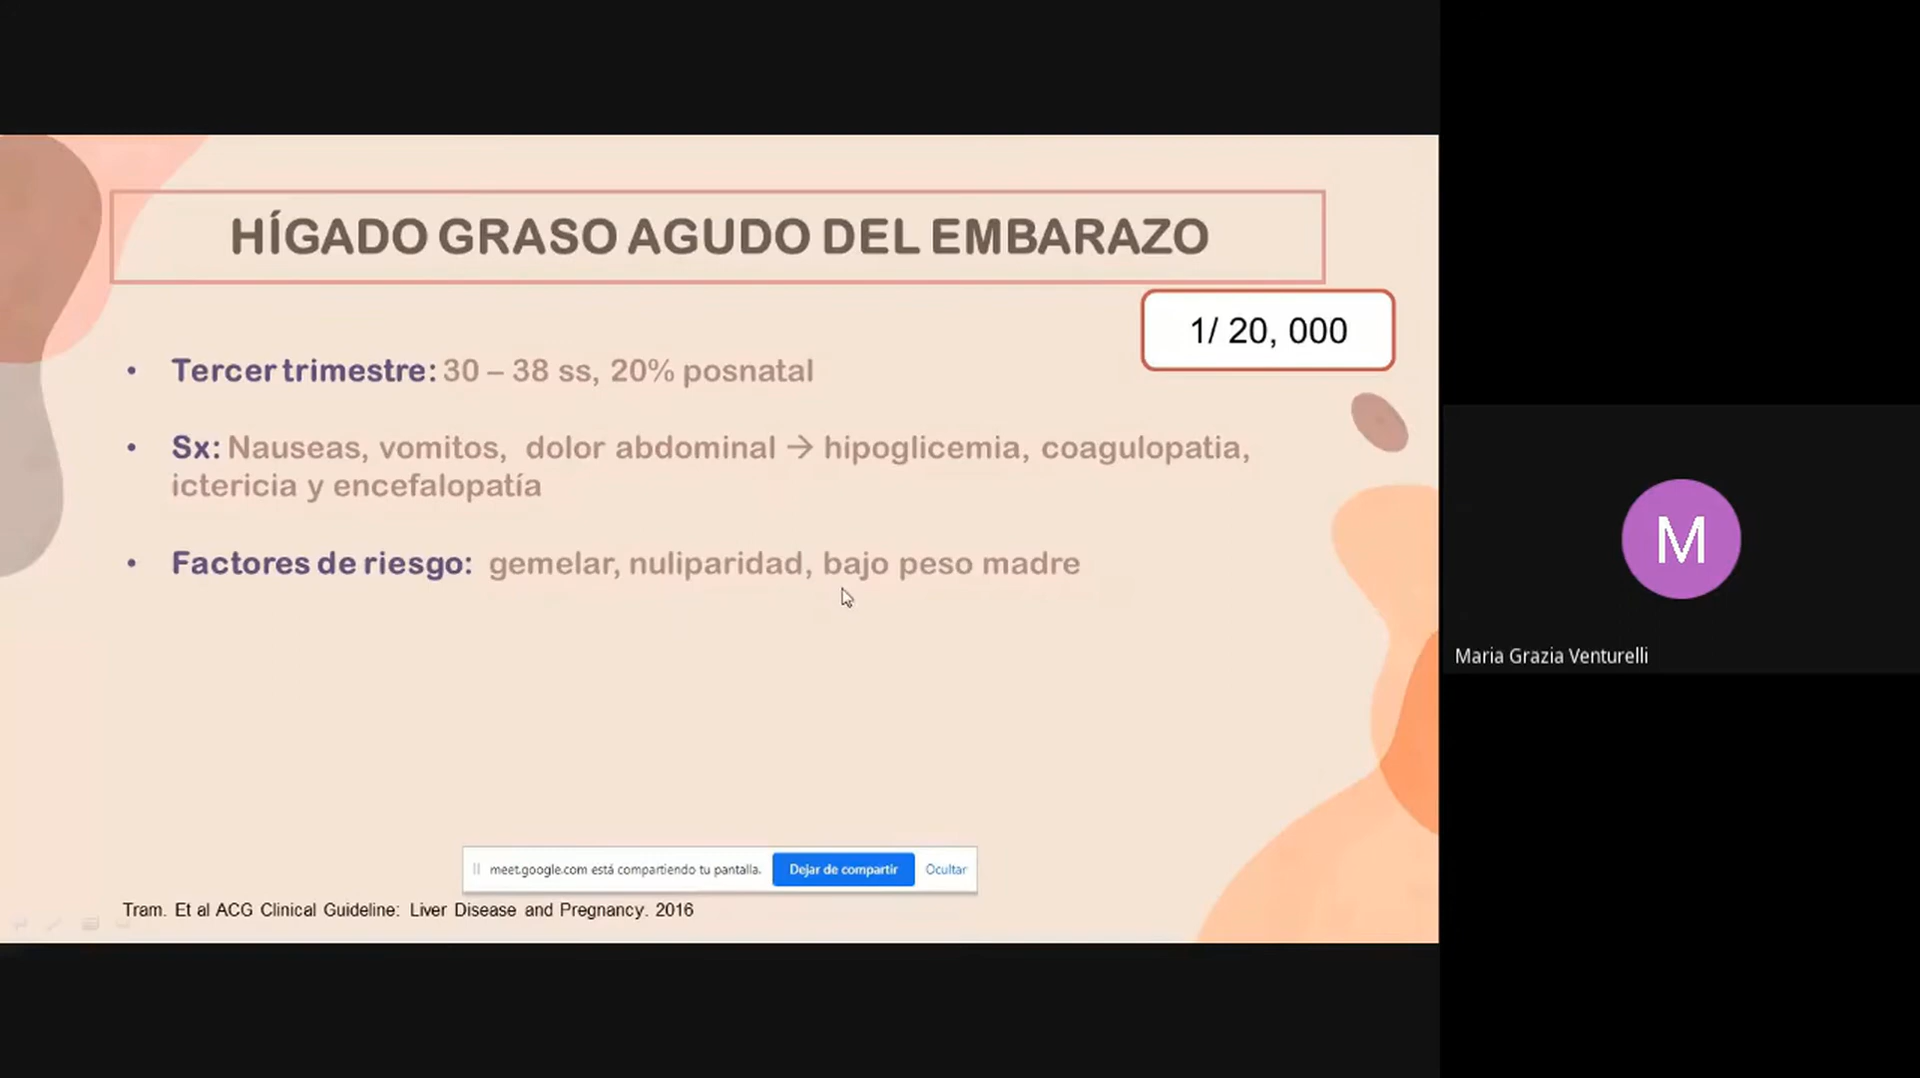 HÍGADO GRASO AGUDO DEL EMBARAZO
1/ 20, 000
• Tercer trimestre: 30 – 38 ss, 20% posnatal
• Sx: Nauseas, vomitos, dolor abdominal → hipoglicemia, coagulopatia,
ictericia y encefalopatía
• Factores de riesgo: gemelar, nuliparidad, bajo peso madre
meet.google.com está compartiendo tu pantalla. Dejar de compartir Ocultar
Tram. Et al ACG Clinical Guideline: Liver Disease and Pregnancy. 2016
M
Maria Grazia Venturelli